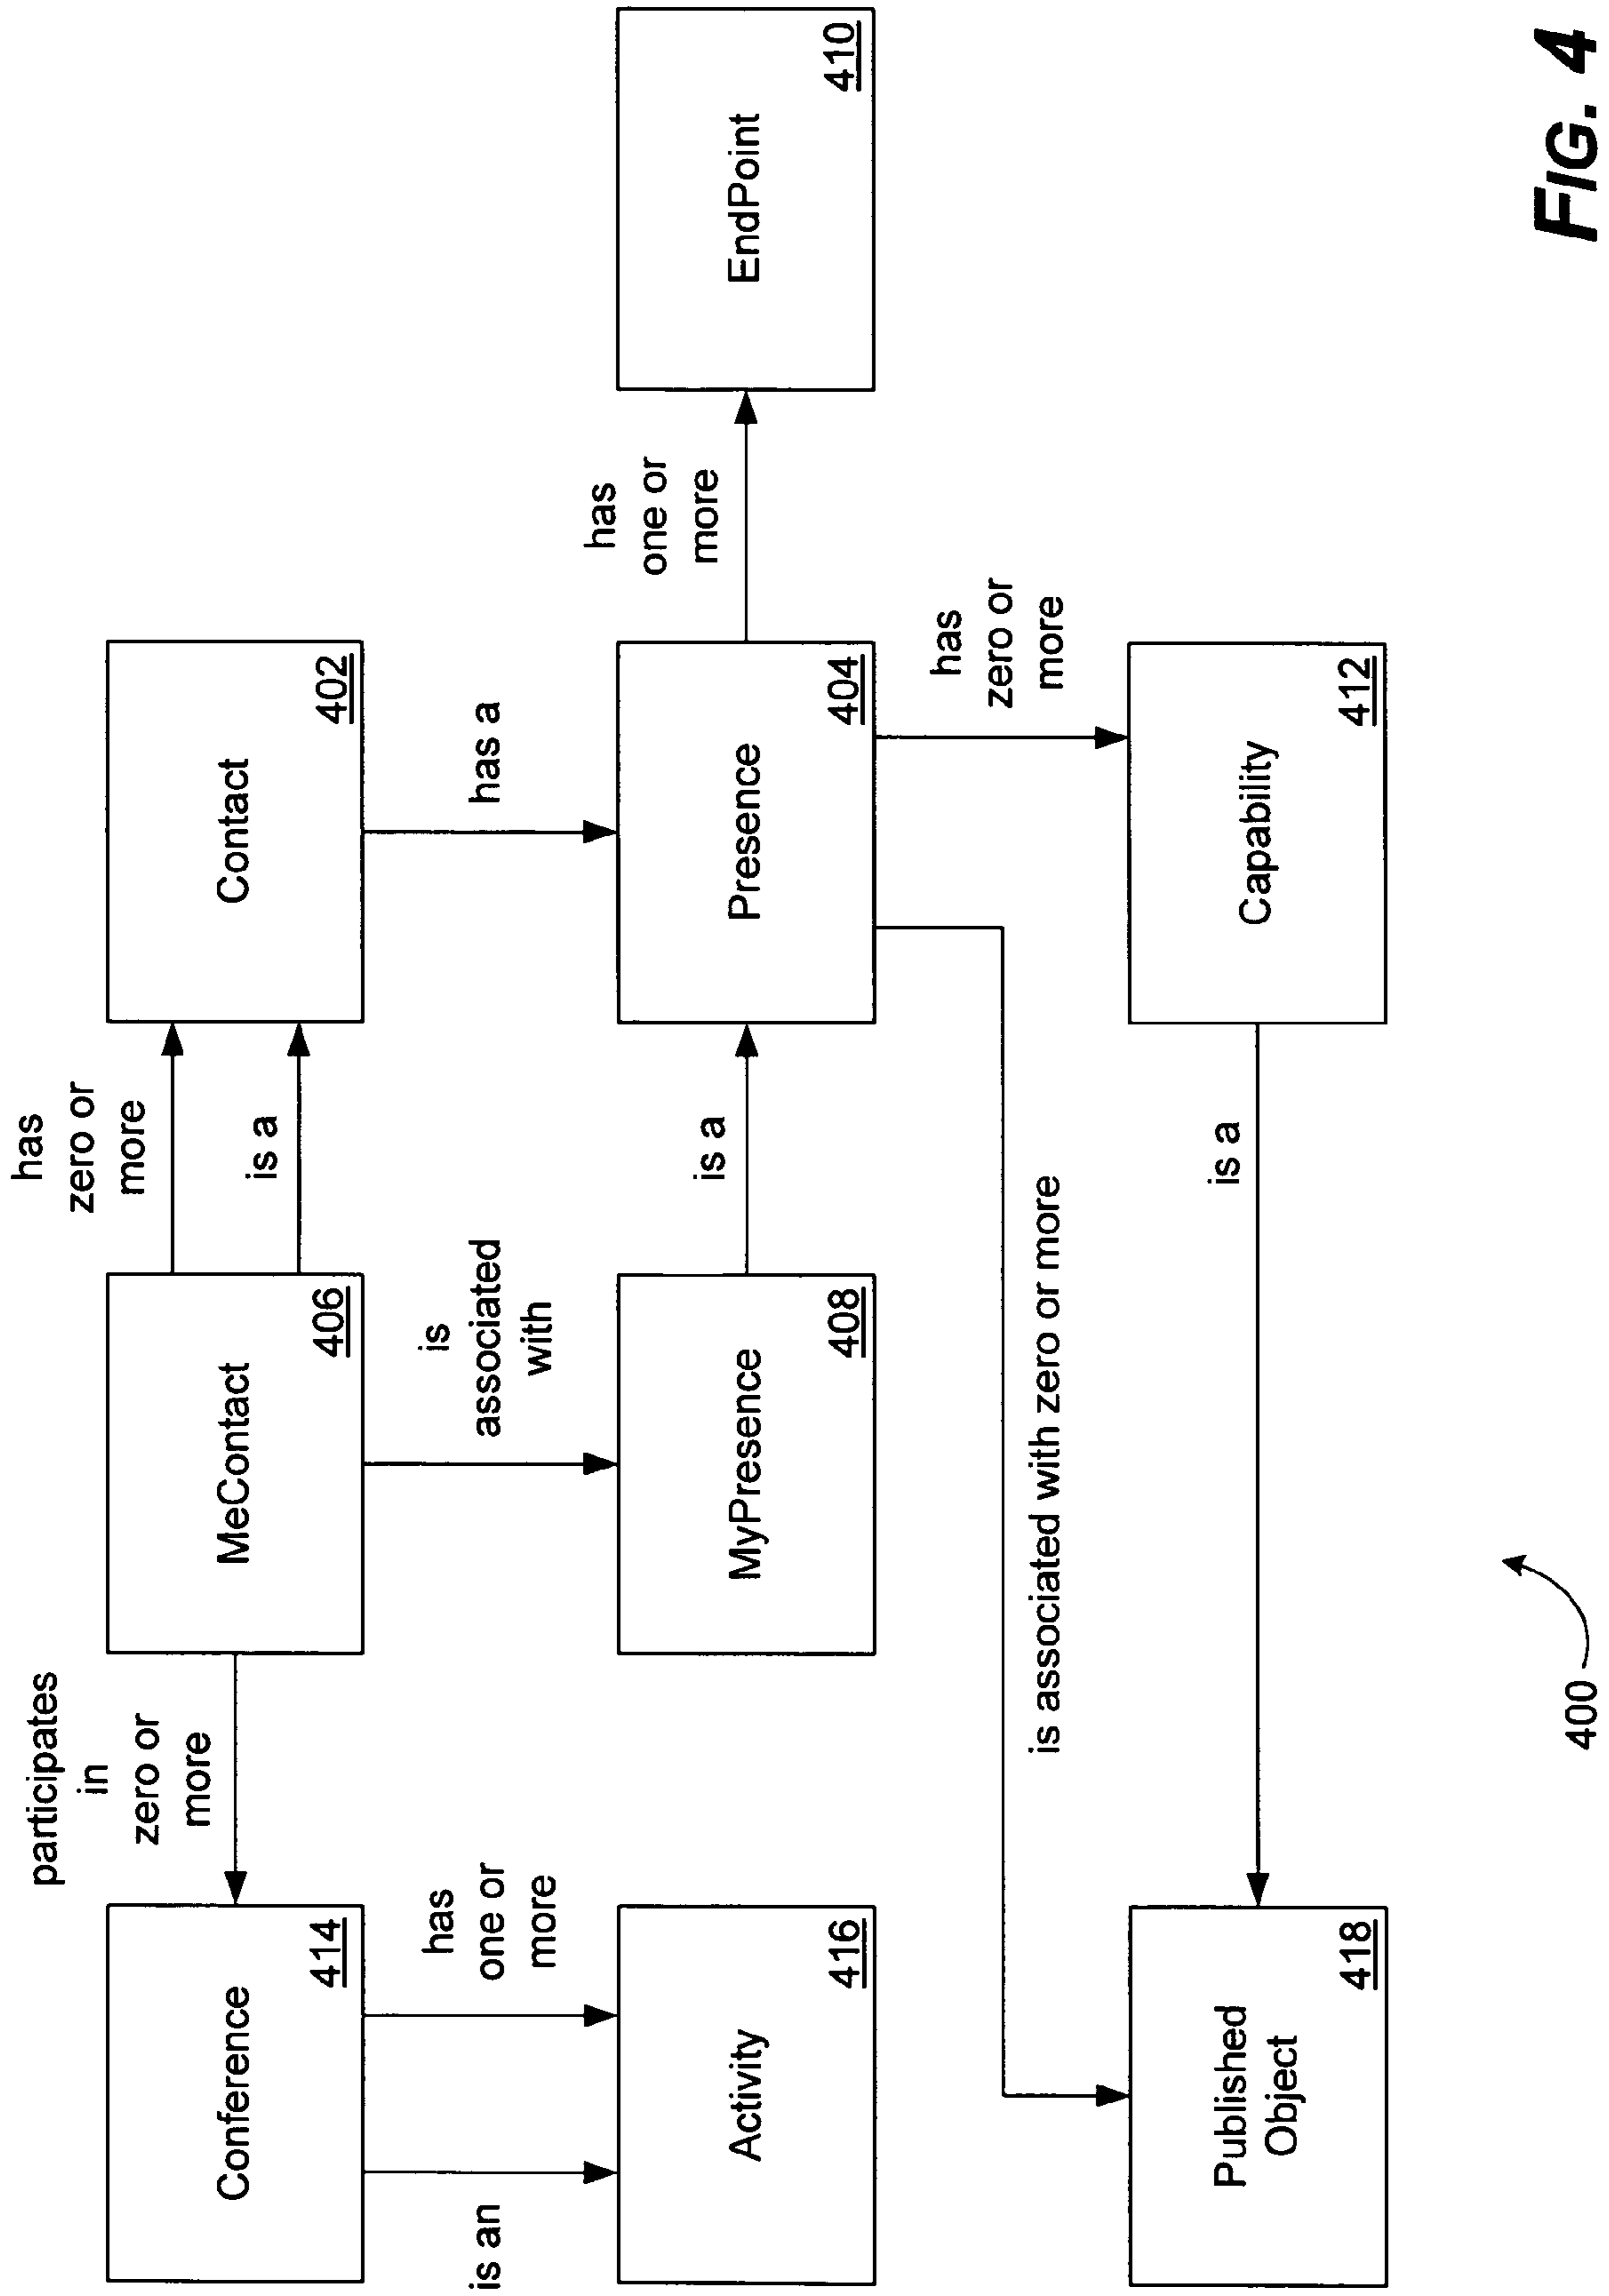 participates
in
zero or
more
has
zero or
more
Conference
414
MeContact
406
is a
Contact
402
is an
has
one or
more
is
associated
with
has a
Activity
416
MyPresence
408
is a
Presence
404
has
one or
more
EndPoint
410
is associated with zero or more
has
zero or
more
Published
Object
418
is a
Capability
412
400
FIG. 4